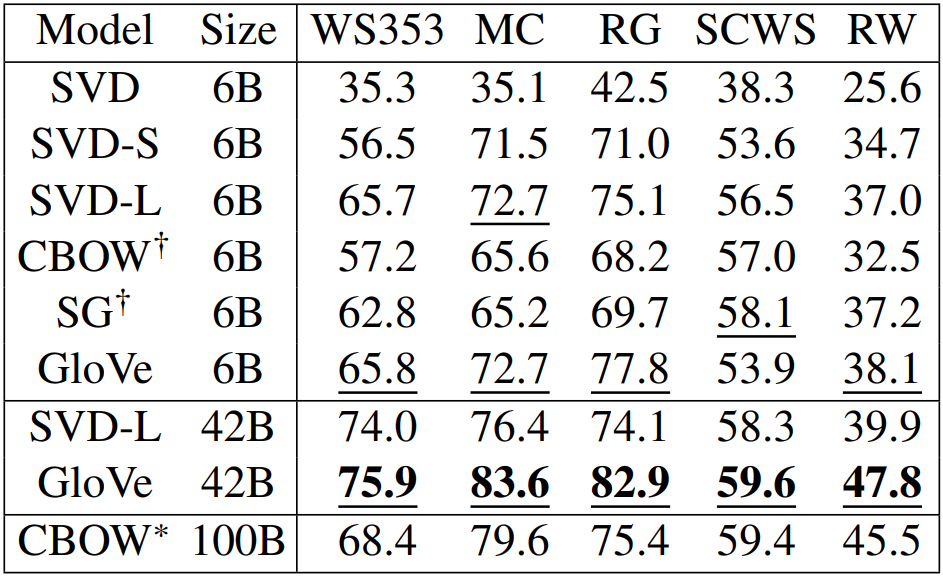 Model Size WS353 MC RG SCWS RW
SVD 6B 35.3 35.1 42.5 38.3 25.6
SVD-S 6B 56.5 71.5 71.0 53.6 34.7
SVD-L 6B 65.7 72.7 75.1 56.5 37.0
CBOW† 6B 57.2 65.6 68.2 57.0 32.5
SG† 6B 62.8 65.2 69.7 58.1 37.2
GloVe 6B 65.8 72.7 77.8 53.9 38.1
SVD-L 42B 74.0 76.4 74.1 58.3 39.9
GloVe 42B 75.9 83.6 82.9 59.6 47.8
CBOW* 100B 68.4 79.6 75.4 59.4 45.5